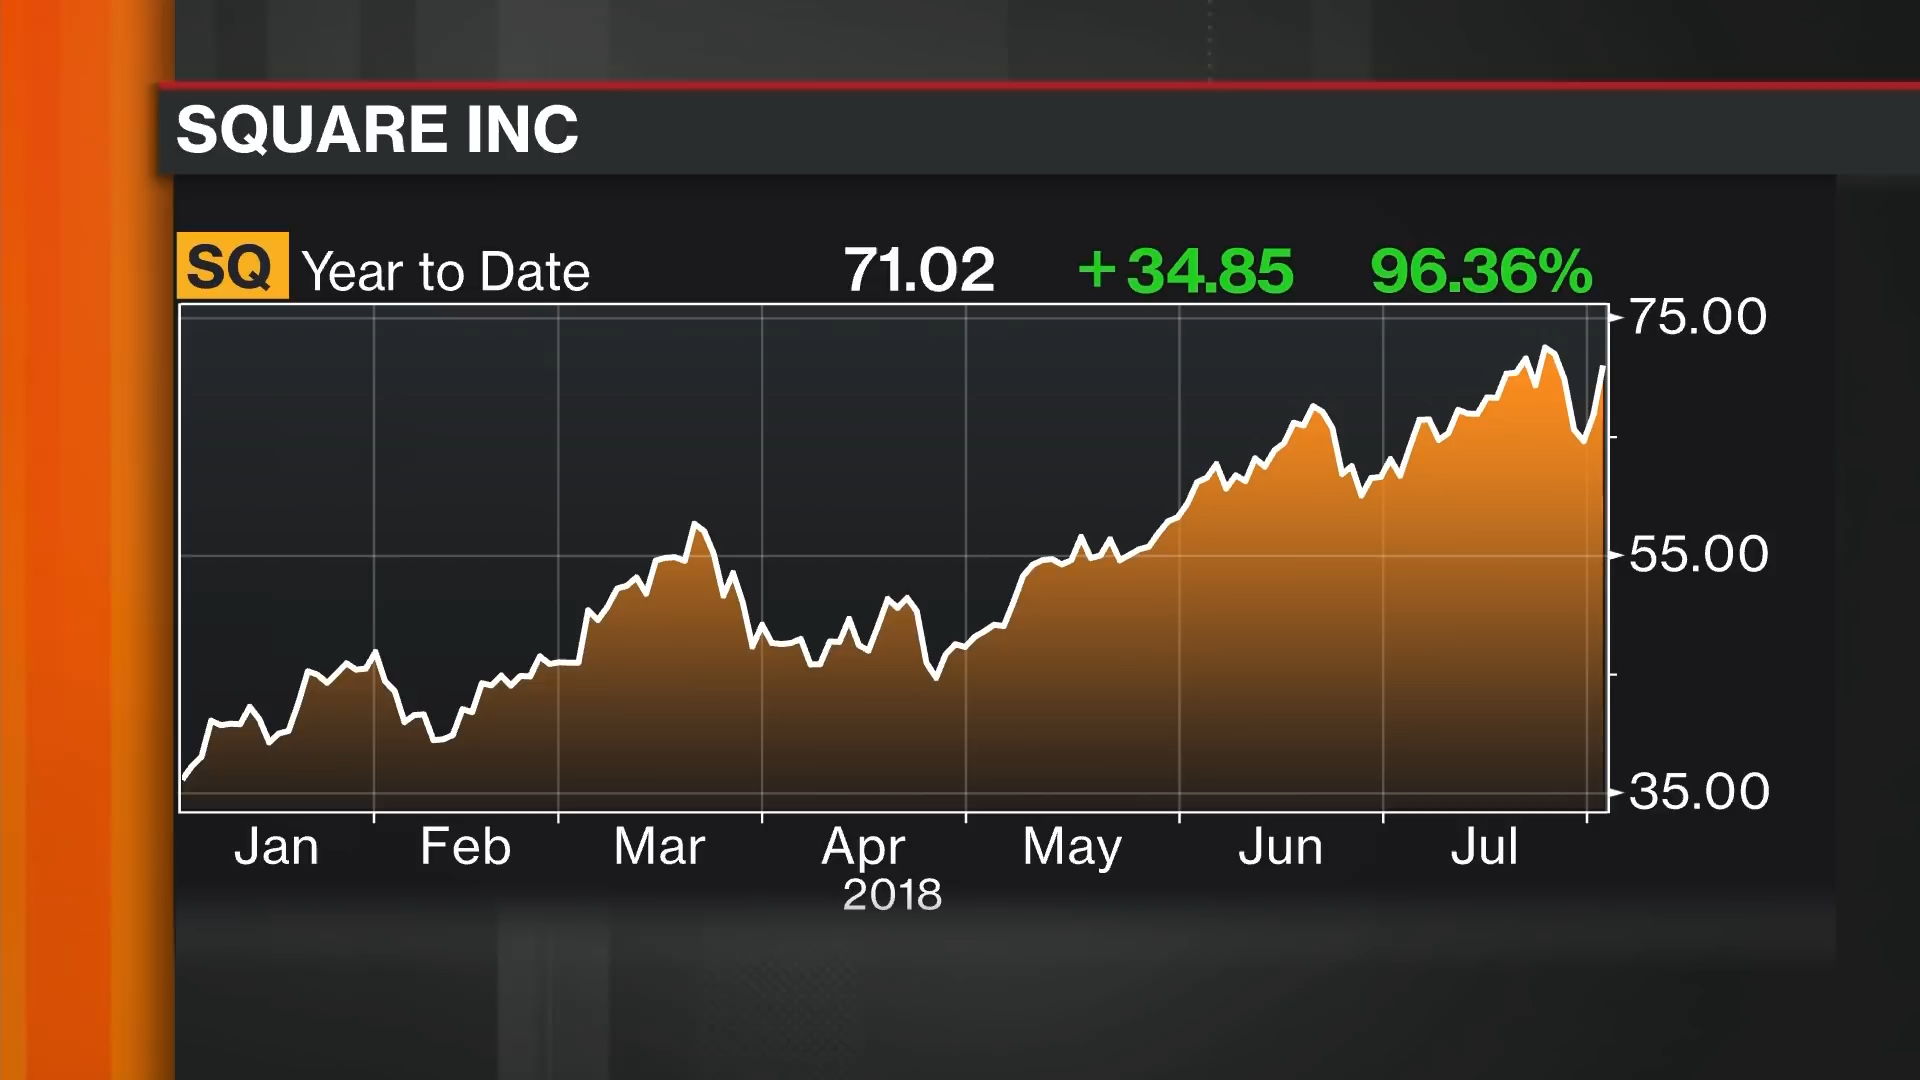 SQUARE INC
SQ Year to Date 71.02 +34.85 96.36%
75.00
55.00
35.00
Jan Feb Mar Apr May Jun Jul
2018